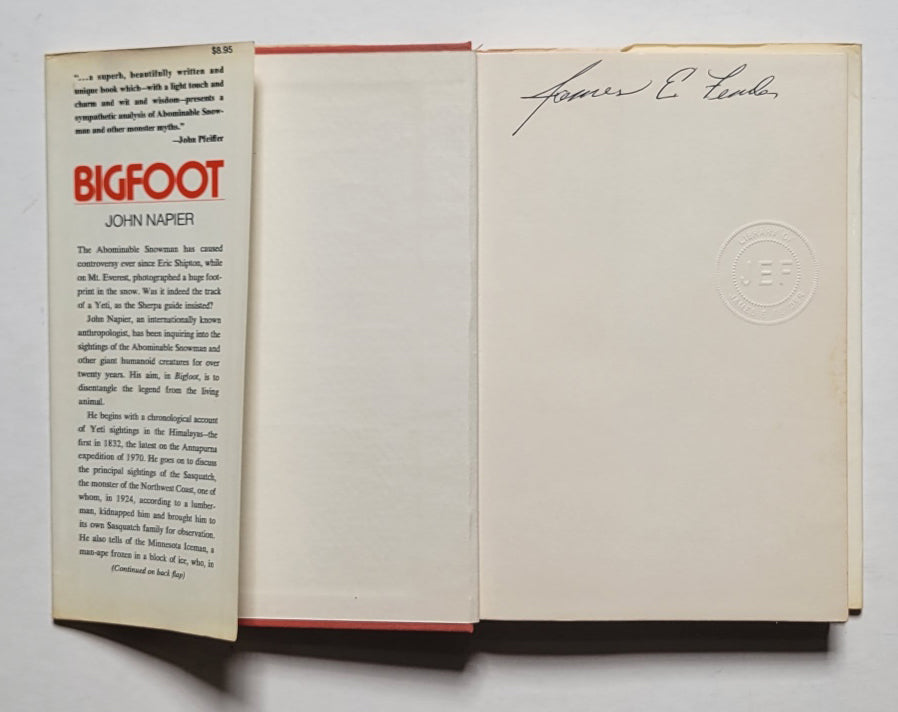 $8.95
"...a superb, beautifully written and
unique book which—with a light touch and
charm and wit and wisdom—presents a
sympathetic analysis of Abominable Snow-
man and other monster myths."
—John Pfeiffer
BIGFOOT
JOHN NAPIER
The Abominable Snowman has caused
controversy ever since Eric Shipton, while
on Mt. Everest, photographed a huge foot-
print in the snow. Was it indeed the track
of a Yeti, as the Sherpa guide insisted?
John Napier, an internationally known
anthropologist, has been inquiring into the
sightings of the Abominable Snowman and
other giant humanoid creatures for over
twenty years. His aim, in Bigfoot, is to
disentangle the legend from the living
animal.
He begins with a chronological account
of Yeti sightings in the Himalayas—the
first in 1832, the latest on the Annapurna
expedition of 1970. He goes on to discuss
the principal sightings of the Sasquatch,
the monster of the Northwest Coast, one of
whom, in 1924, according to a lumber-
man, kidnapped him and brought him to
its own Sasquatch family for observation.
He also tells of the Minnesota Iceman, a
man-ape frozen in a block of ice, who, in
(Continued on back flap)
James E.
LIBRARY OF
JEF